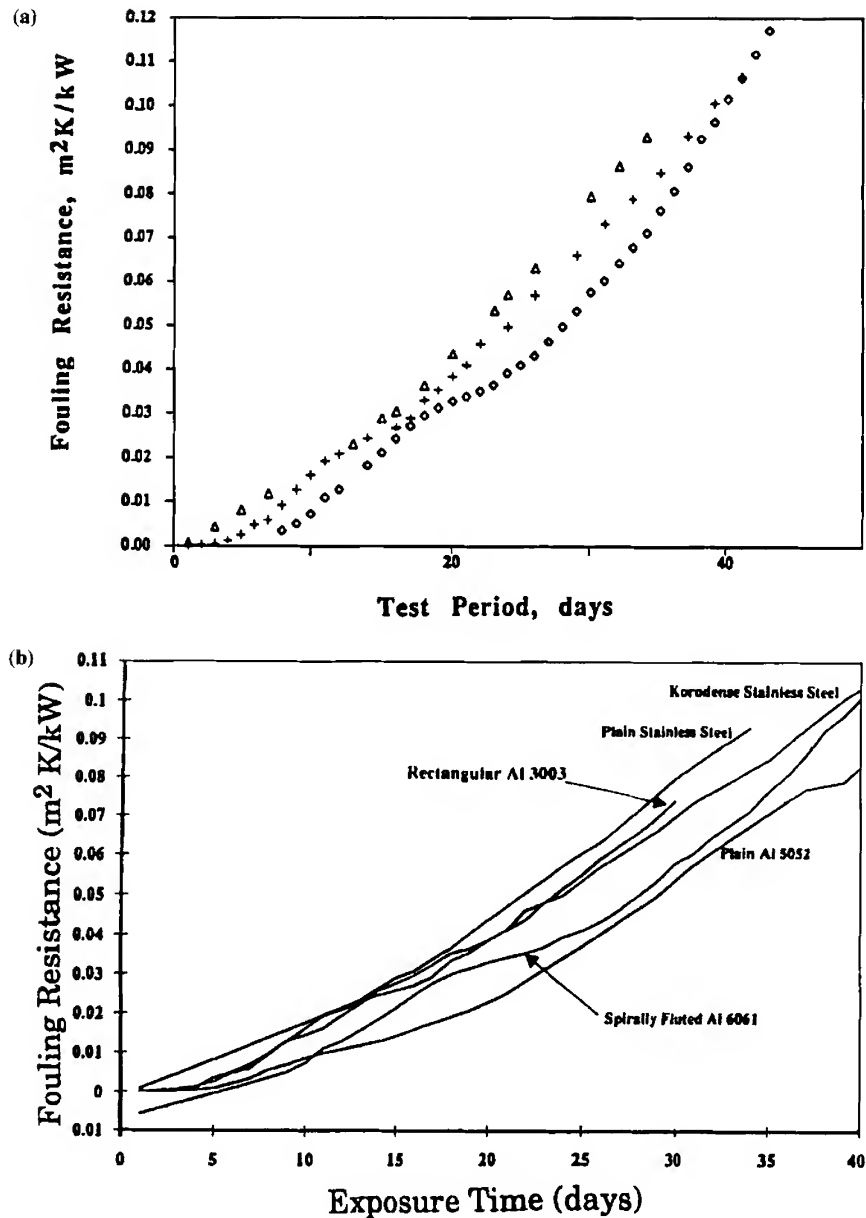 (a)
0.12
0.11
0.10
0.09
0.08
0.07
0.06
0.05
0.04
0.03
0.02
0.01
0.00
Fouling Resistance, m²K/kW
0 20 40
Test Period, days
(b)
0.11
0.1
0.09
0.08
0.07
0.06
0.05
0.04
0.03
0.02
0.01
0
0.01
Fouling Resistance (m² K/kW)
Korodense Stainless Steel
Plain Stainless Steel
Rectangular Al 3003
Plain Al 5052
Spirally Fluted Al 6061
0 5 10 15 20 25 30 35 40
Exposure Time (days)